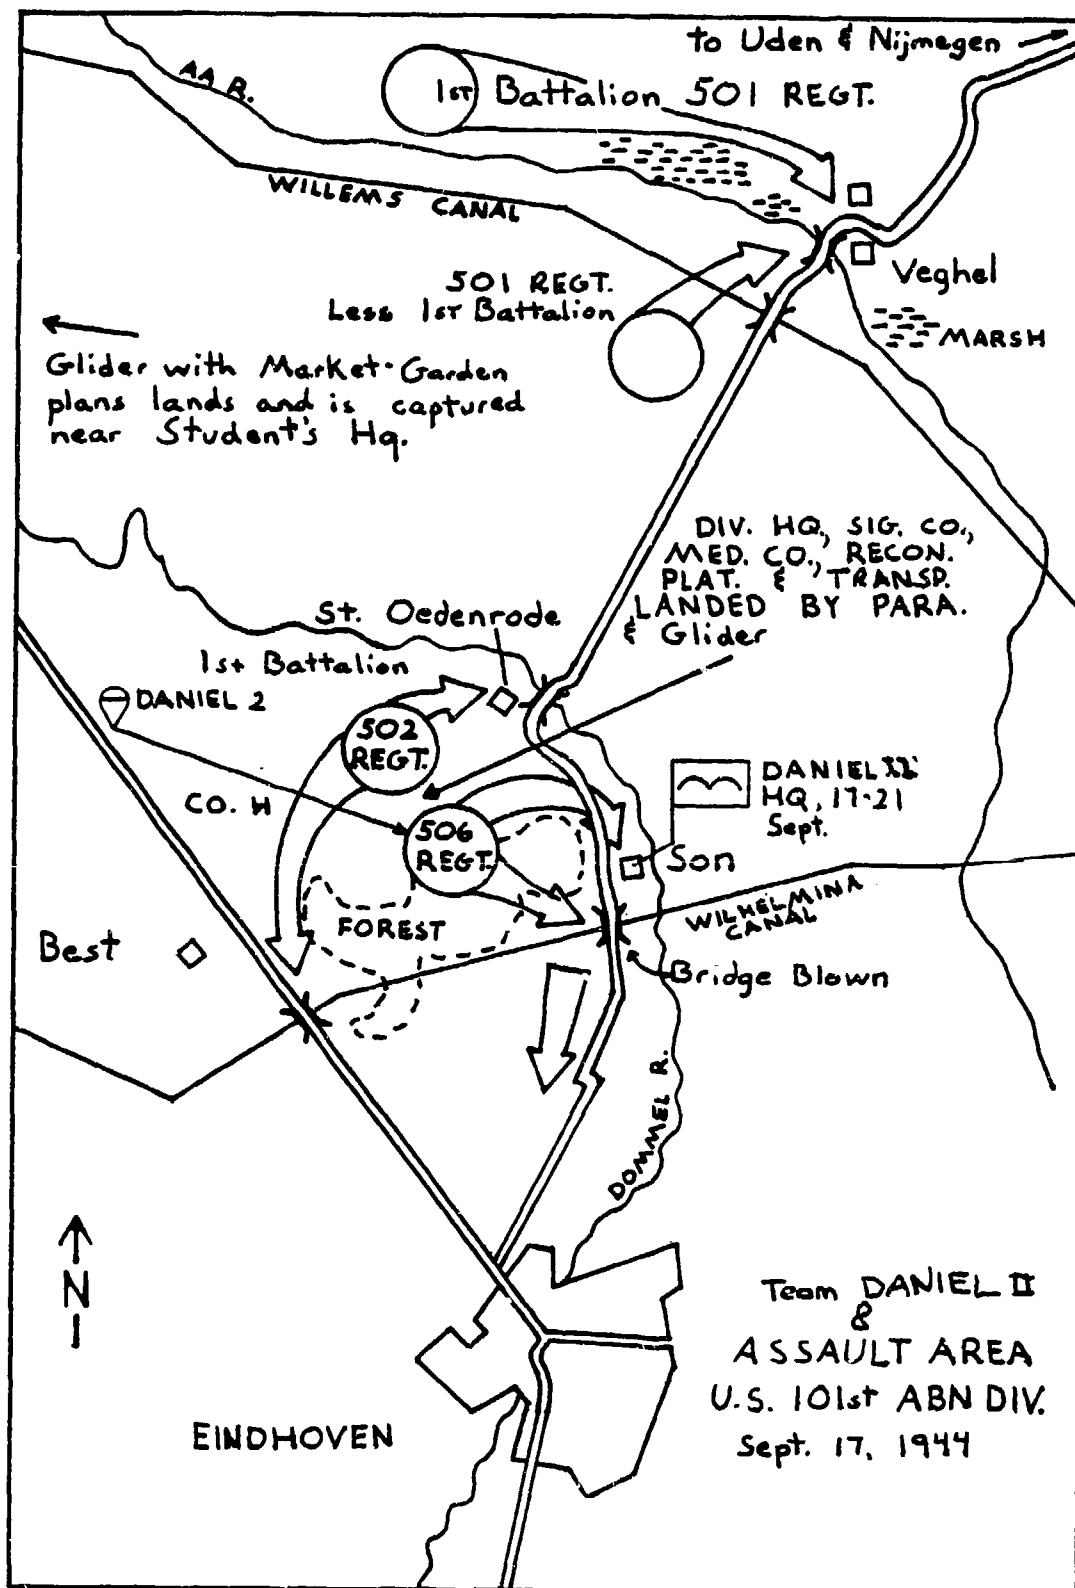 to Uden & Nijmegen
AA R.
1ST Battalion 501 REGT.
WILLEMS CANAL
501 REGT.
Less 1ST Battalion
Veghel
MARSH
Glider with Market-Garden
plans lands and is captured
near Student's Hq.
DIV. HQ., SIG. CO.,
MED. CO., RECON.
PLAT. & TRANSP.
LANDED BY PARA.
& Glider
St. Oedenrode
1st Battalion
DANIEL 2
502
REGT.
CO. H
DANIEL II
HQ, 17-21
Sept.
506
REGT.
Son
WILHELMINA
CANAL
FOREST
Best
Bridge Blown
DOMMEL R.
N
Team DANIEL II
&
ASSAULT AREA
U.S. 101st ABN DIV.
Sept. 17, 1944
EINDHOVEN